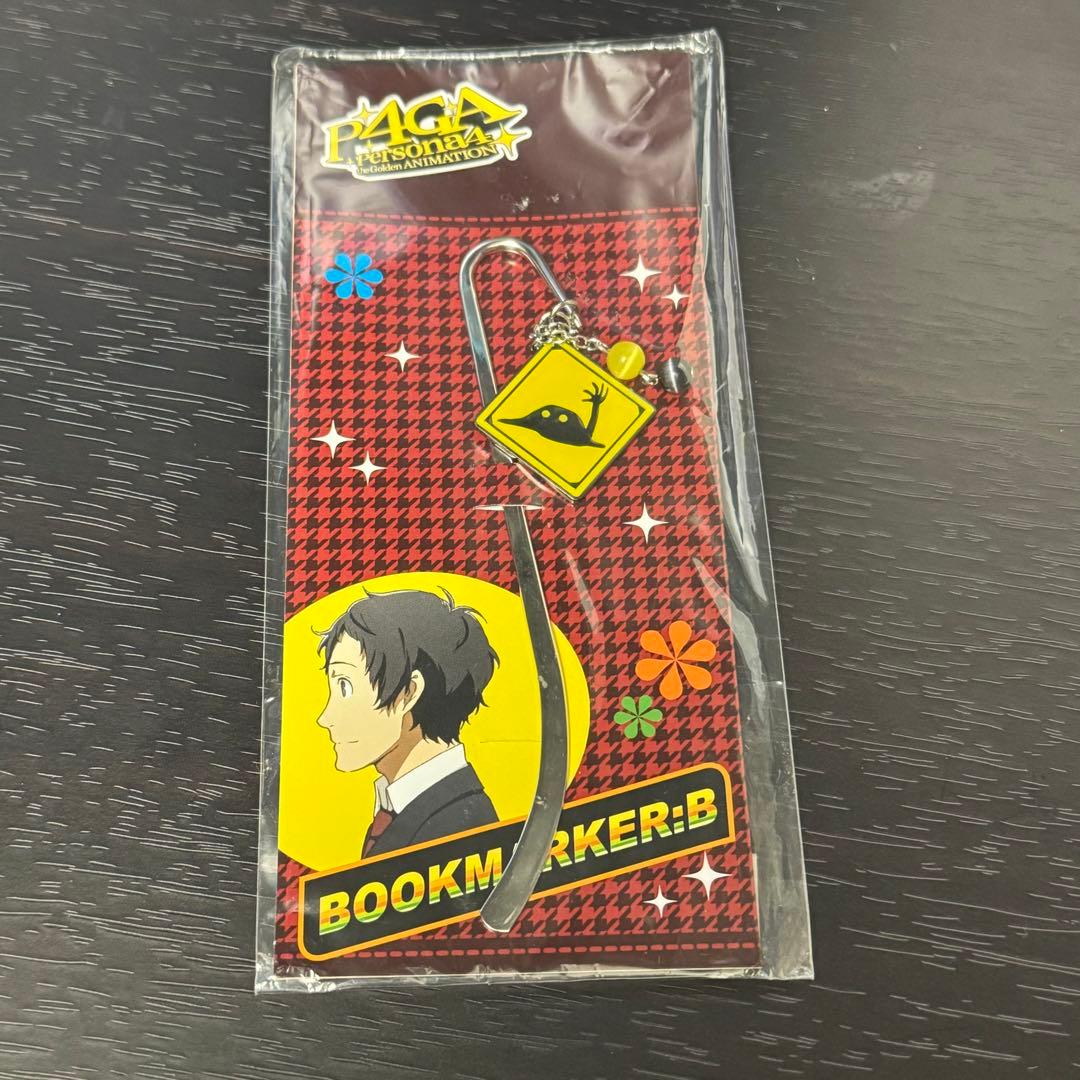 P4GA
Persona4
the Golden ANIMATION
BOOKMARKER:B